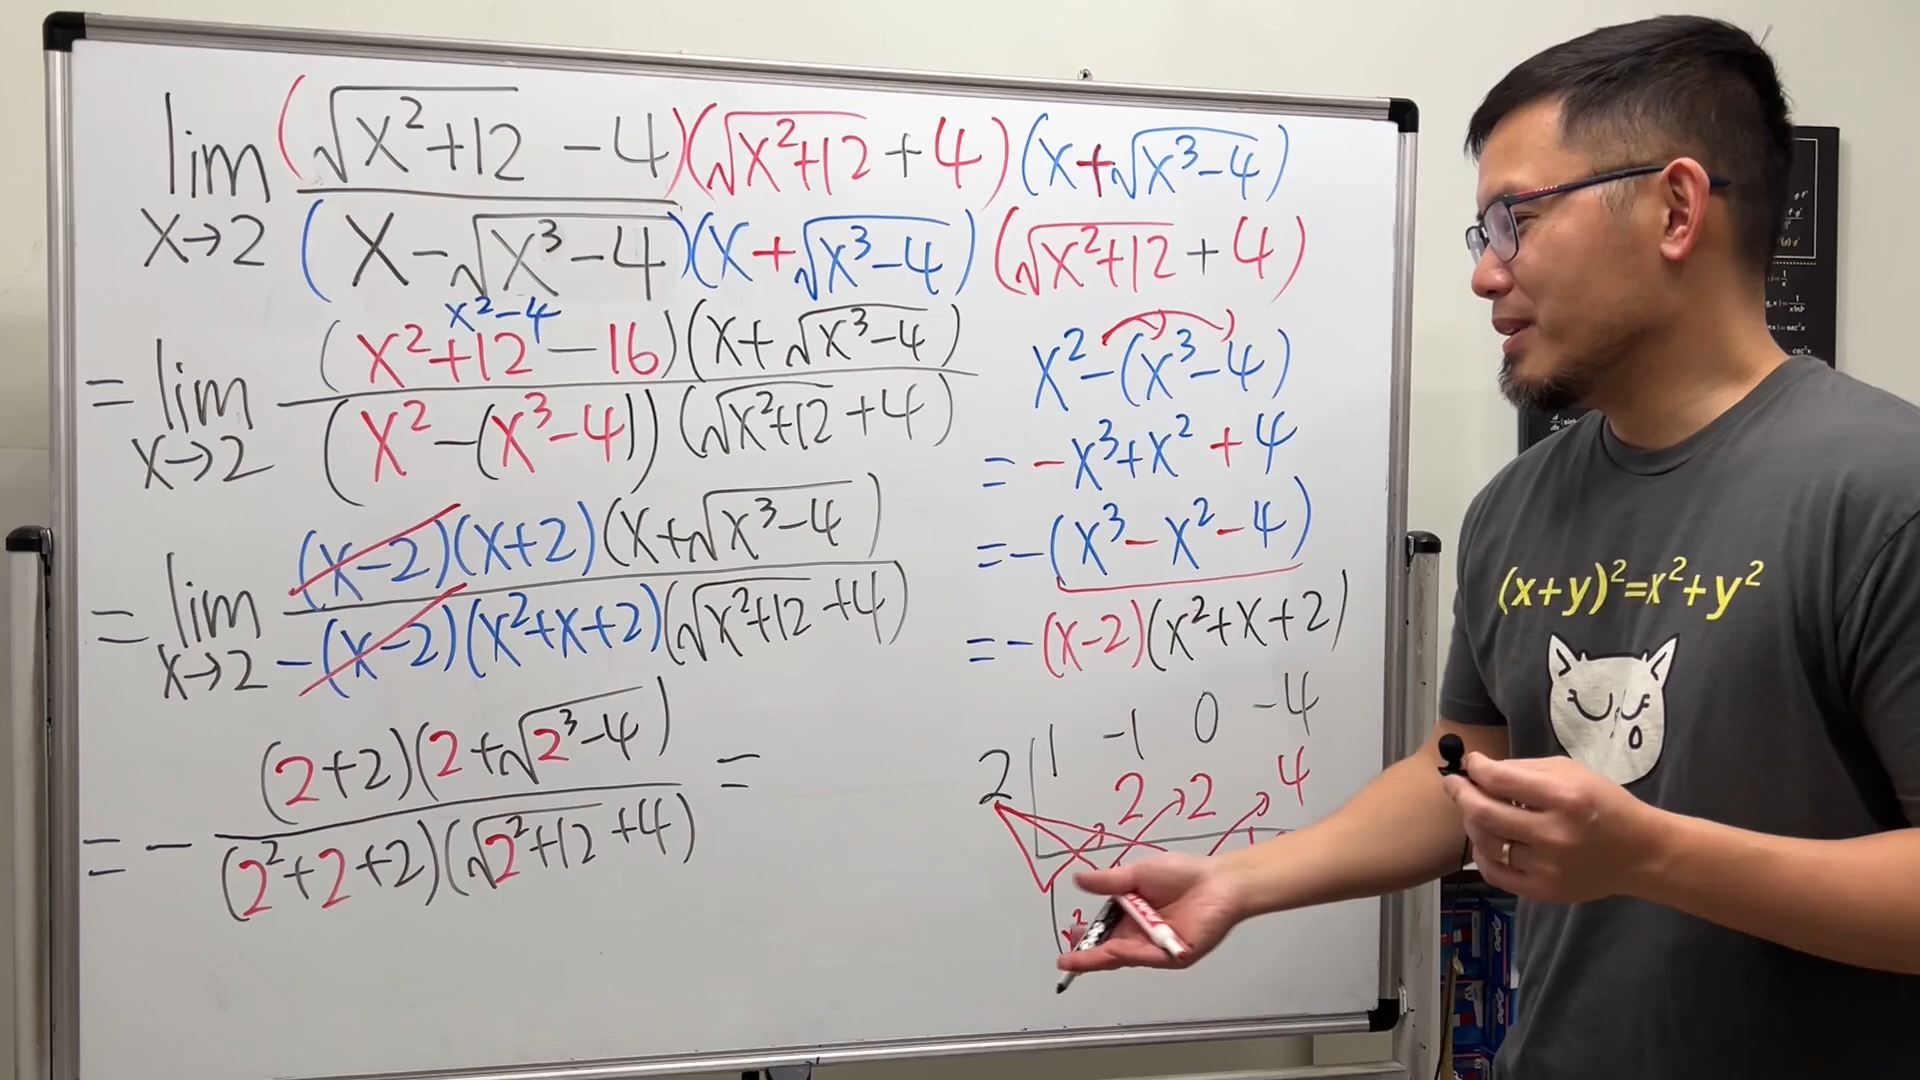 lim (√(x²+12) − 4)(√(x²+12) + 4)(x+√(x³−4))
x→2 (x−√(x³−4))(x+√(x³−4))(√(x²+12) + 4)
x²−4
= lim (x²+12 −16)(x+√(x³−4))
x→2 (x²−(x³−4))(√(x²+12) +4)
= lim (x−2)(x+2)(x+√(x³−4))
x→2 −(x−2)(x²+x+2)(√(x²+12) +4)
= − (2+2)(2+√(2³−4)) =
(2²+2+2)(√(2²+12) +4)
x²−(x³−4)
= −x³+x²+4
= −(x³−x²−4)
= −(x−2)(x²+x+2)
2 1 −1 0 −4
2 2 4
(x+y)²=x²+y²